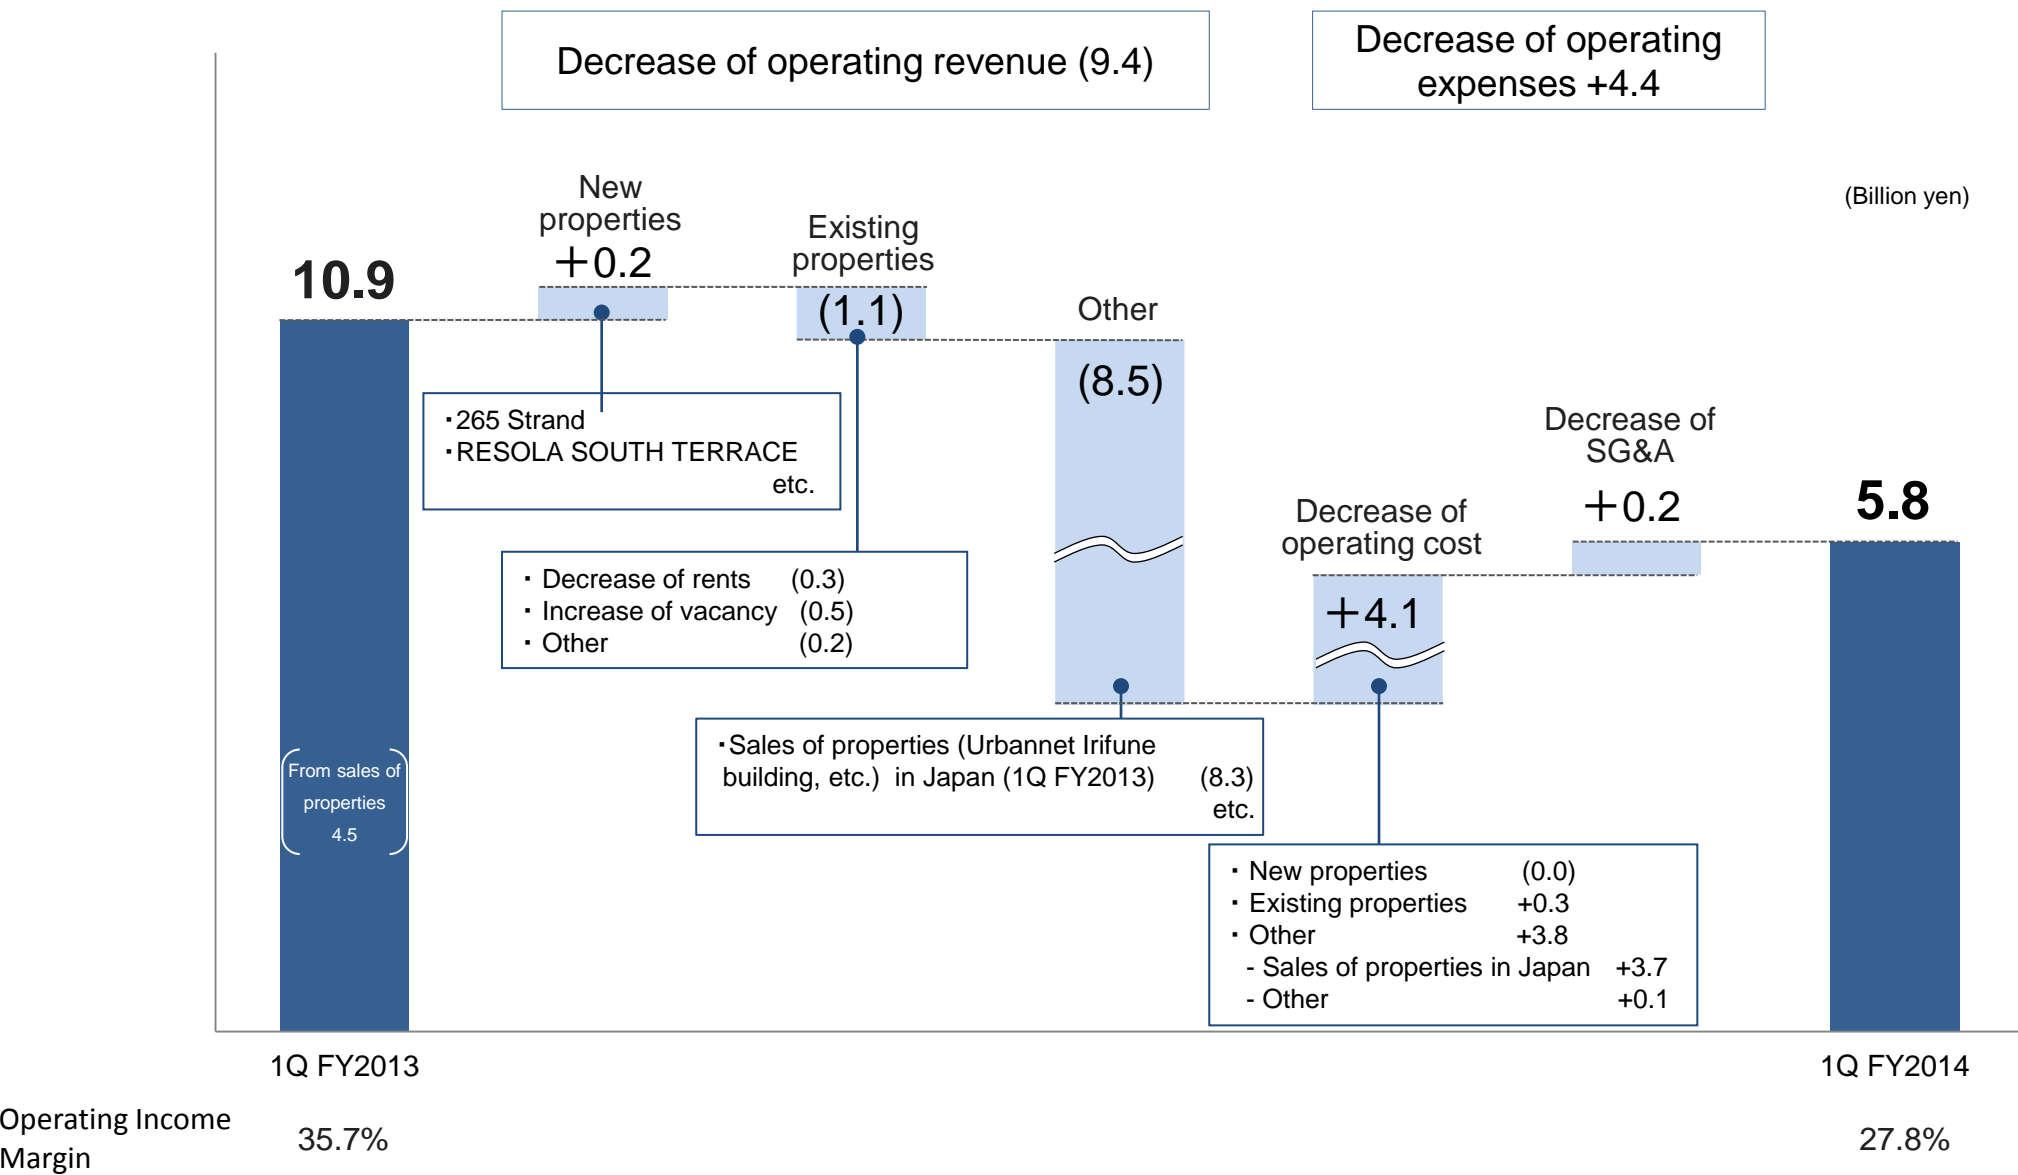 Decrease of operating revenue (9.4)
Decrease of operating
expenses +4.4
(Billion yen)
10.9
New
properties
+0.2
Existing
properties
(1.1)
Other
(8.5)
・265 Strand
・RESOLA SOUTH TERRACE
etc.
・ Decrease of rents (0.3)
・ Increase of vacancy (0.5)
・ Other (0.2)
・Sales of properties (Urbannet Irifune
building, etc.) in Japan (1Q FY2013) (8.3)
etc.
Decrease of
operating cost
+4.1
Decrease of
SG&A
+0.2
5.8
・ New properties (0.0)
・ Existing properties +0.3
・ Other +3.8
- Sales of properties in Japan +3.7
- Other +0.1
From sales of
properties
4.5
1Q FY2013
1Q FY2014
Operating Income
Margin
35.7%
27.8%